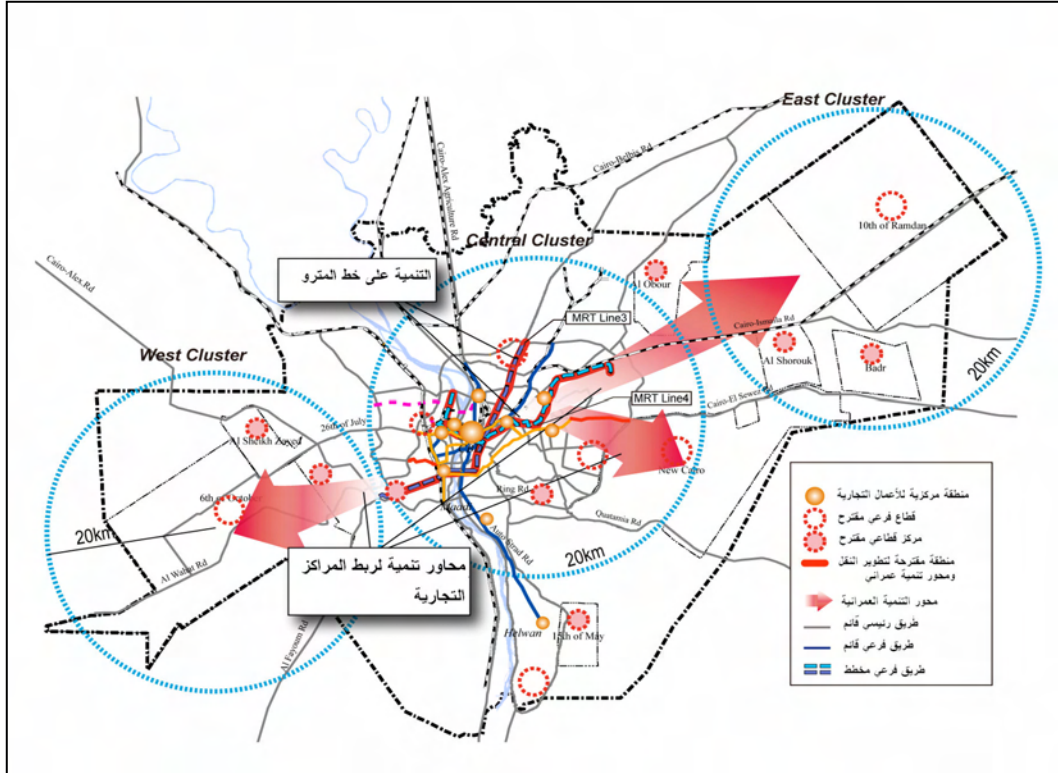 East Cluster
Cairo-Belbis Rd
Cairo-Alex Agriculture Rd
10th of Ramdan
Central Cluster
التنمية على خط المترو
Al Obour
Cairo-Alex.Rd
MRT Line3
Cairo-Ismailia Rd
West Cluster
Al Shorouk
Badr
20km
Cairo-El Sewez Rd
MRT Line4
26th of July
Al Sheikh Zayed
New Cairo
6th of October
Ring Rd
Maadi
Quatamia Rd
20km
Autostrad Rd
20km
Al Wahat Rd
محاور تنمية لربط المراكز
التجارية
Al Fayoum Rd
Helwan
15th of May
منطقة مركزية للأعمال التجارية
قطاع فرعي مقترح
مركز قطاعي مقترح
منطقة مقترحة لتطوير النقل
ومحور تنمية عمراني
محور التنمية العمرانية
طريق رئيسي قائم
طريق فرعي قائم
طريق فرعي مخطط